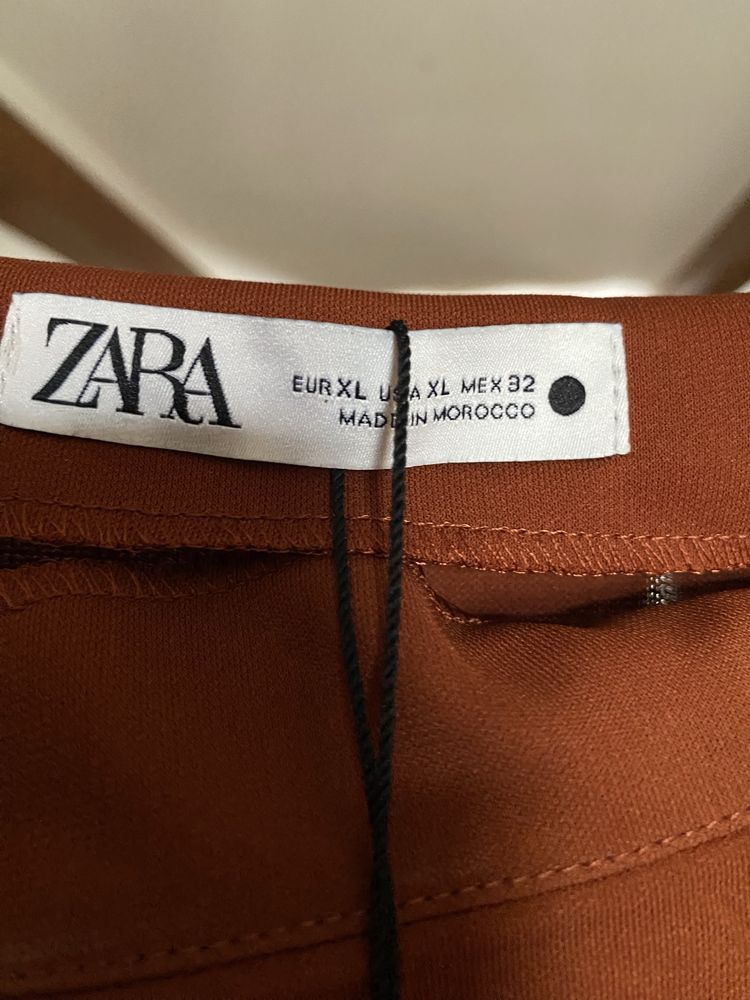 ZARA
EUR XL USA XL MEX 32
MADE IN MOROCCO